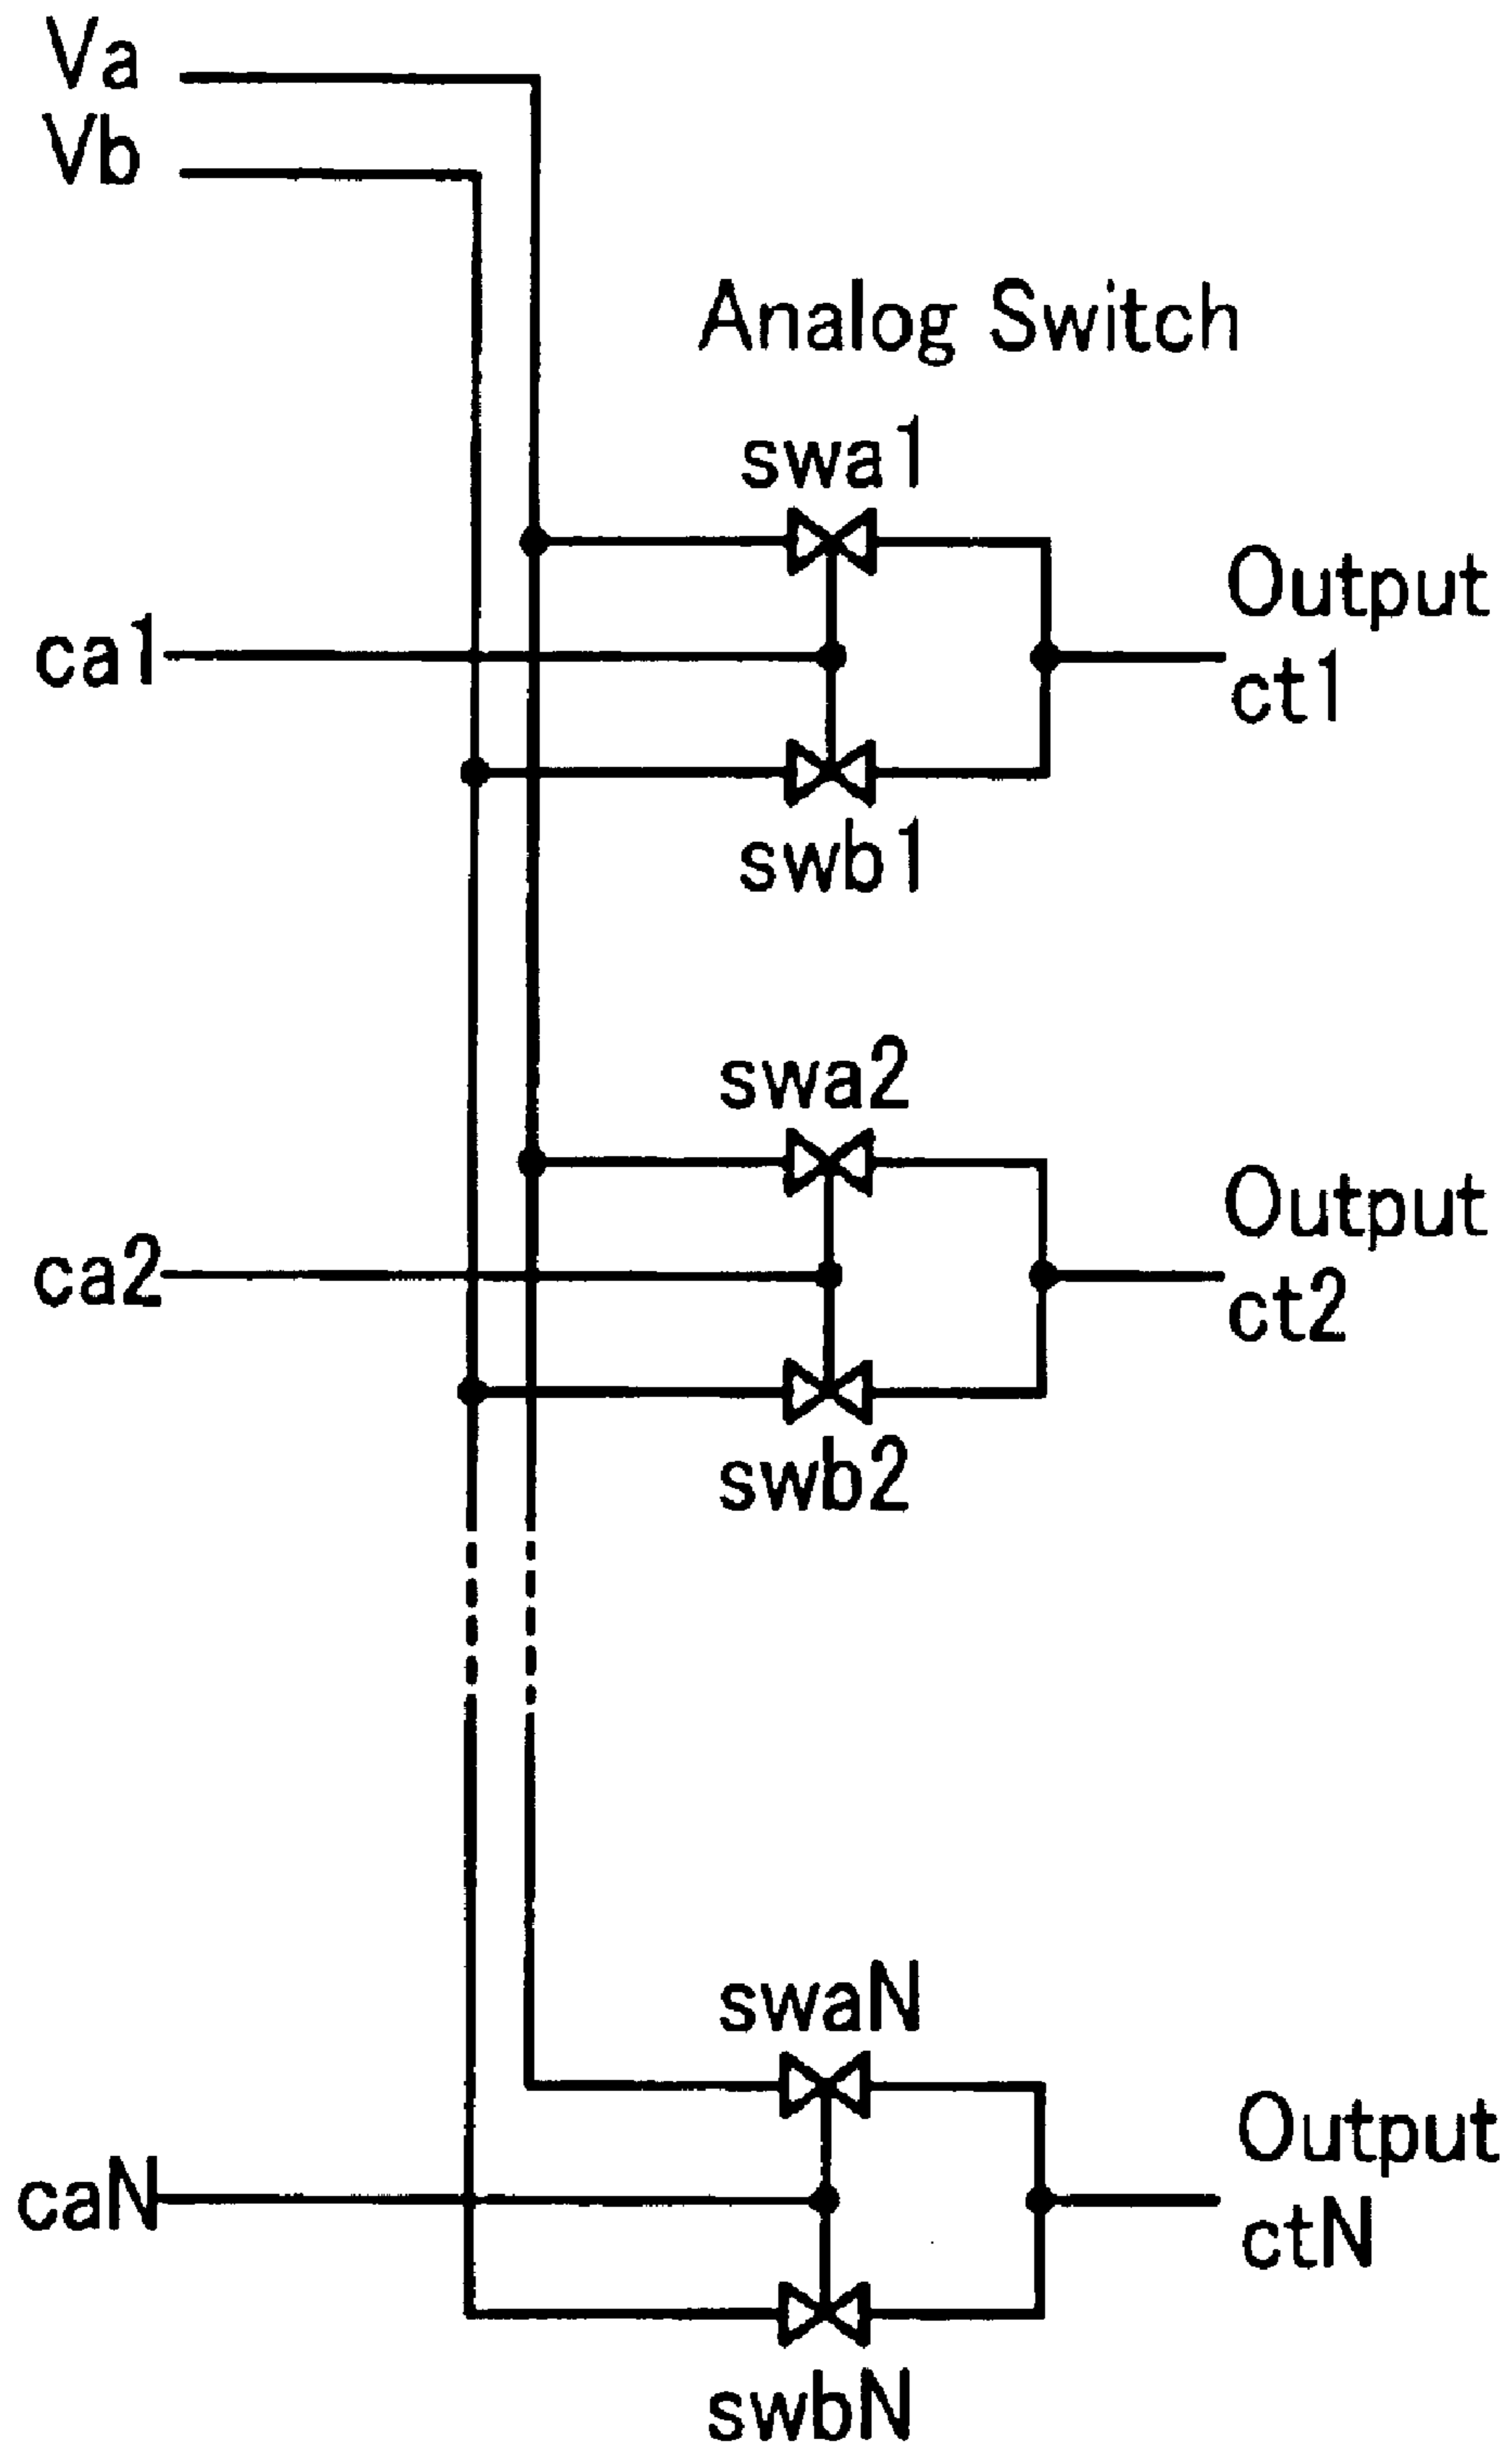 Va
Vb
Analog Switch
swa1
Output
ca1
ct1
swb1
swa2
Output
ca2
ct2
swb2
swaN
Output
caN
ctN
swbN